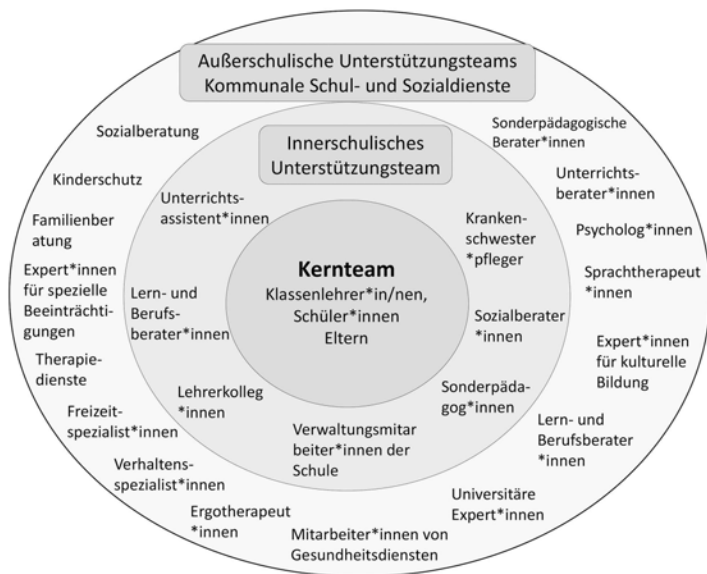 Außerschulische Unterstützungsteams
Kommunale Schul- und Sozialdienste
Sozialberatung
Kinderschutz
Familienber
atung
Expert*innen
für spezielle
Beeinträchti-
gungen
Therapie-
dienste
Freizeit-
spezialist*innen
Verhaltens-
spezialist*innen
Ergotherapeut
*innen
Mitarbeiter*innen von
Gesundheitsdiensten
Universitäre
Expert*innen
Lern- und
Berufsberater
*innen
Expert*innen
für kulturelle
Bildung
Sprachtherapeut
*innen
Psycholog*innen
Unterrichts-
berater*innen
Sonderpädagogische
Berater*innen
Innerschulisches
Unterstützungsteam
Unterrichts-
assistent*innen
Lern- und
Berufs-
berater*innen
Lehrerkolleg
*innen
Verwaltungsmitar
beiter*innen der
Schule
Sonderpäda-
gog*innen
Sozialberater
*innen
Kranken-
schwester
*pfleger
Kernteam
Klassenlehrer*in/nen,
Schüler*innen
Eltern